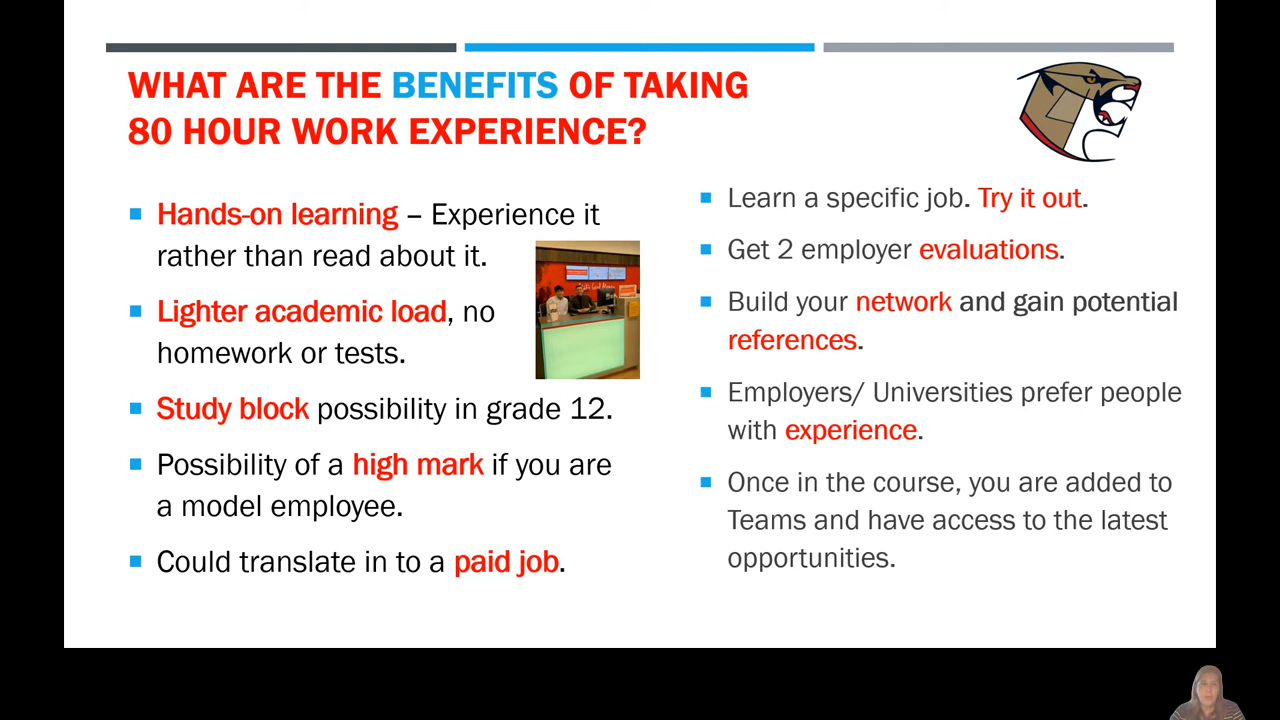 WHAT ARE THE BENEFITS OF TAKING
80 HOUR WORK EXPERIENCE?
Hands-on learning – Experience it
rather than read about it.
Lighter academic load, no
homework or tests.
Study block possibility in grade 12.
Possibility of a high mark if you are
a model employee.
Could translate in to a paid job.
Learn a specific job. Try it out.
Get 2 employer evaluations.
Build your network and gain potential
references.
Employers/ Universities prefer people
with experience.
Once in the course, you are added to
Teams and have access to the latest
opportunities.